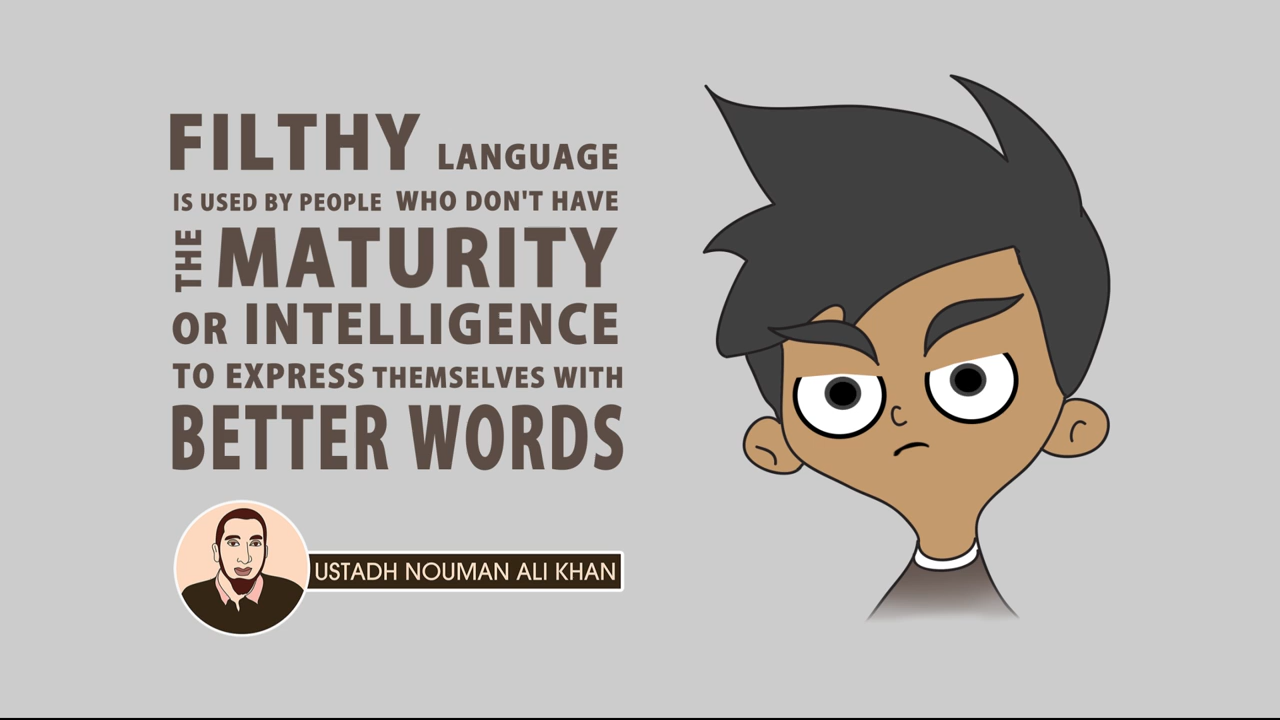 FILTHY LANGUAGE
IS USED BY PEOPLE WHO DON'T HAVE
THE MATURITY
OR INTELLIGENCE
TO EXPRESS THEMSELVES WITH
BETTER WORDS
USTADH NOUMAN ALI KHAN